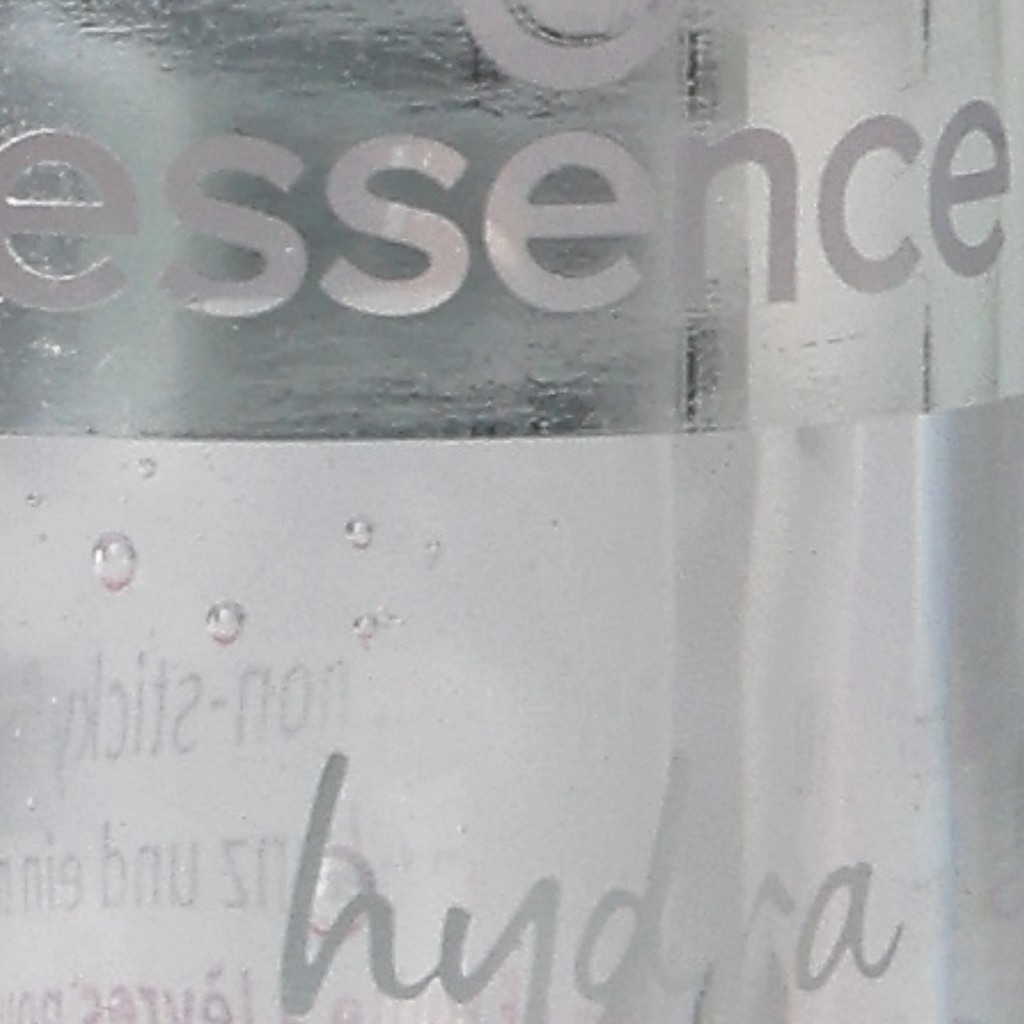 essence
non-sticky
nz und ein
hydra
lèvres